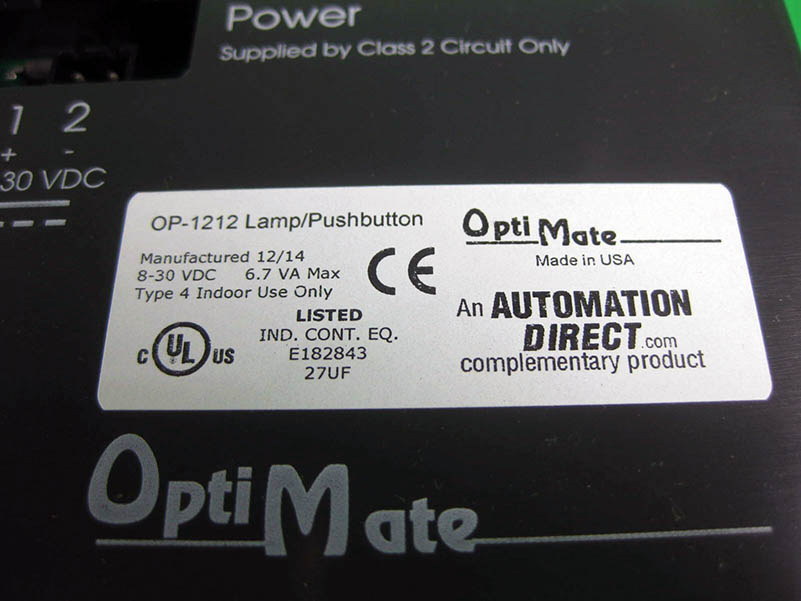 Power
Supplied by Class 2 Circuit Only
1 2
+ -
30 VDC
OP-1212 Lamp/Pushbutton
Manufactured 12/14
8-30 VDC 6.7 VA Max
Type 4 Indoor Use Only
CE
LISTED
IND. CONT. EQ.
E182843
27UF
C UL US
OptiMate
Made in USA
An AUTOMATION
DIRECT.com
complementary product
OptiMate